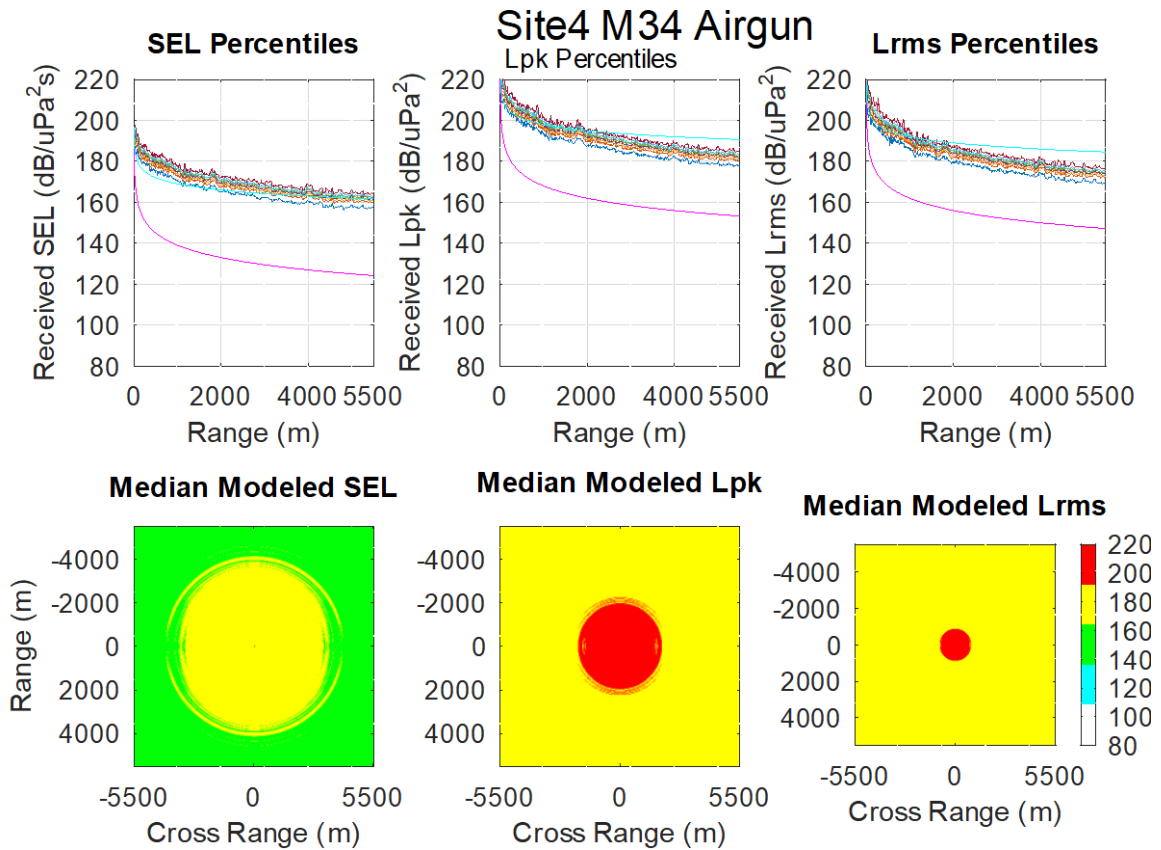 Site4 M34 Airgun
SEL Percentiles
Lpk Percentiles
Lrms Percentiles
Received SEL (dB/uPa²s)
220
200
180
160
140
120
100
80
0 2000 4000 5500
Range (m)
Received Lpk (dB/uPa²)
220
200
180
160
140
120
100
80
0 2000 4000 5500
Range (m)
Received Lrms (dB/uPa²)
220
200
180
160
140
120
100
80
0 2000 4000 5500
Range (m)
Median Modeled SEL
Range (m)
-4000
-2000
0
2000
4000
-5500 0 5500
Cross Range (m)
Median Modeled Lpk
-4000
-2000
0
2000
4000
-5500 0 5500
Cross Range (m)
Median Modeled Lrms
-4000
-2000
0
2000
4000
-5500 0 5500
Cross Range (m)
220
200
180
160
140
120
100
80